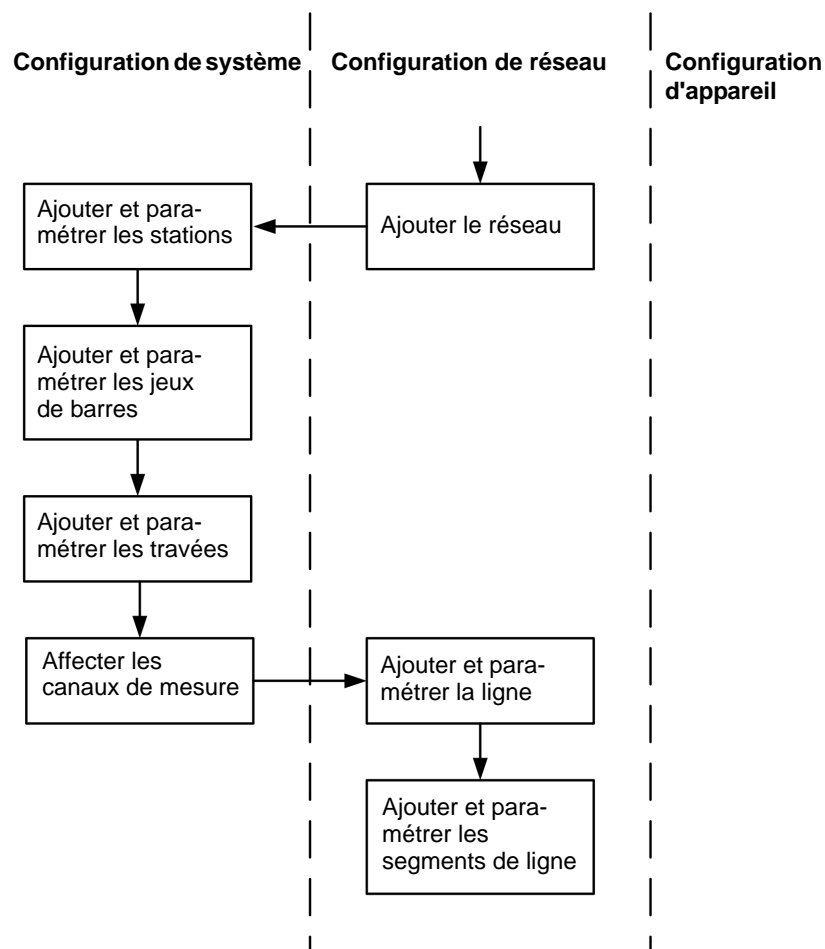 Configuration de système
Configuration de réseau
Configuration
d'appareil
Ajouter et para-
métrer les stations
Ajouter le réseau
Ajouter et para-
métrer les jeux
de barres
Ajouter et para-
métrer les travées
Affecter les
canaux de mesure
Ajouter et para-
métrer la ligne
Ajouter et para-
métrer les
segments de ligne